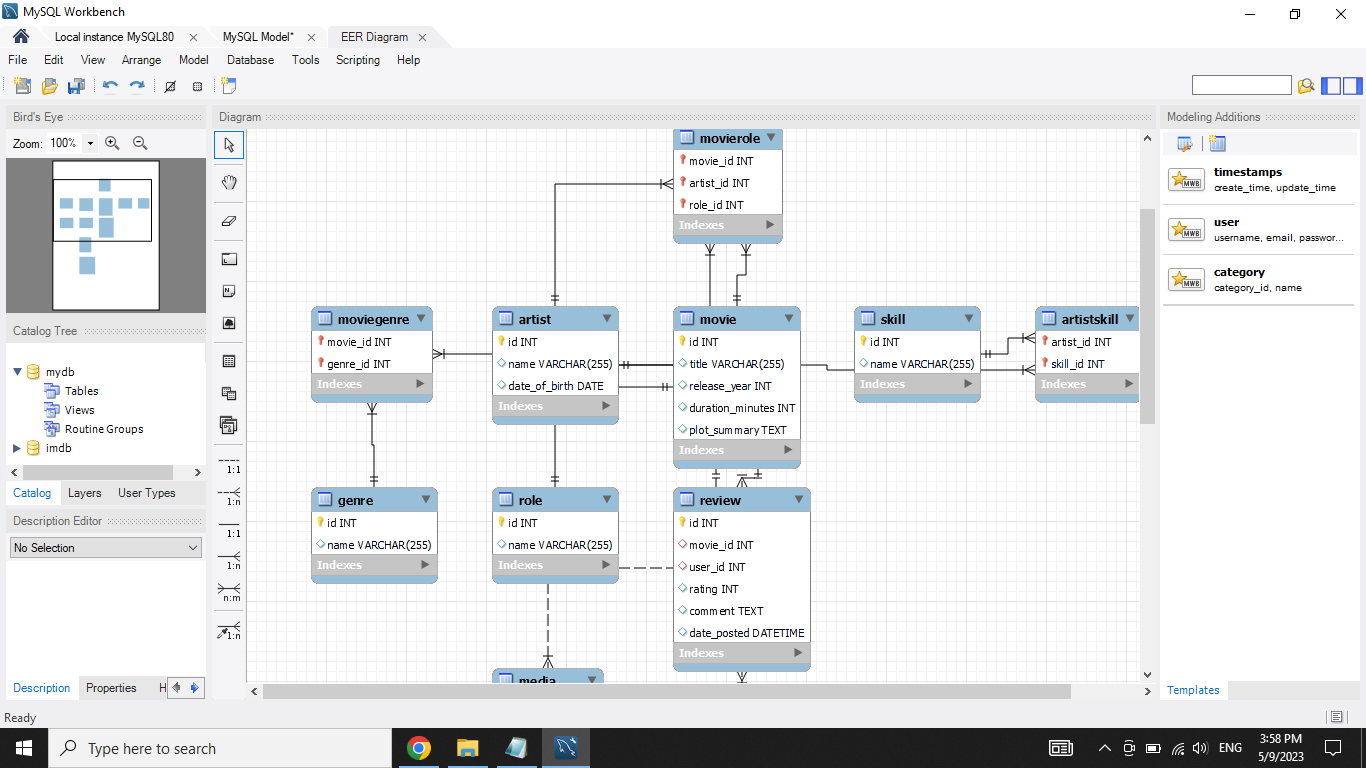 MySQL Workbench
Local instance MySQL80
MySQL Model*
EER Diagram
File Edit View Arrange Model Database Tools Scripting Help
Bird's Eye
Zoom: 100%
Catalog Tree
mydb
Tables
Views
Routine Groups
imdb
Catalog Layers User Types
Description Editor
No Selection
Description Properties H
Diagram
1:1
1:n
1:1
1:n
n:m
1:n
movierole
movie_id INT
artist_id INT
role_id INT
Indexes
moviegenre
movie_id INT
genre_id INT
Indexes
artist
id INT
name VARCHAR(255)
date_of_birth DATE
Indexes
movie
id INT
title VARCHAR(255)
release_year INT
duration_minutes INT
plot_summary TEXT
Indexes
skill
id INT
name VARCHAR(255)
Indexes
artistskill
artist_id INT
skill_id INT
Indexes
genre
id INT
name VARCHAR(255)
Indexes
role
id INT
name VARCHAR(255)
Indexes
review
id INT
movie_id INT
user_id INT
rating INT
comment TEXT
date_posted DATETIME
Indexes
media
Modeling Additions
MWB
timestamps
create_time, update_time
MWB
user
username, email, passwor...
MWB
category
category_id, name
Templates
Ready
Type here to search
ENG
3:58 PM
5/9/2023